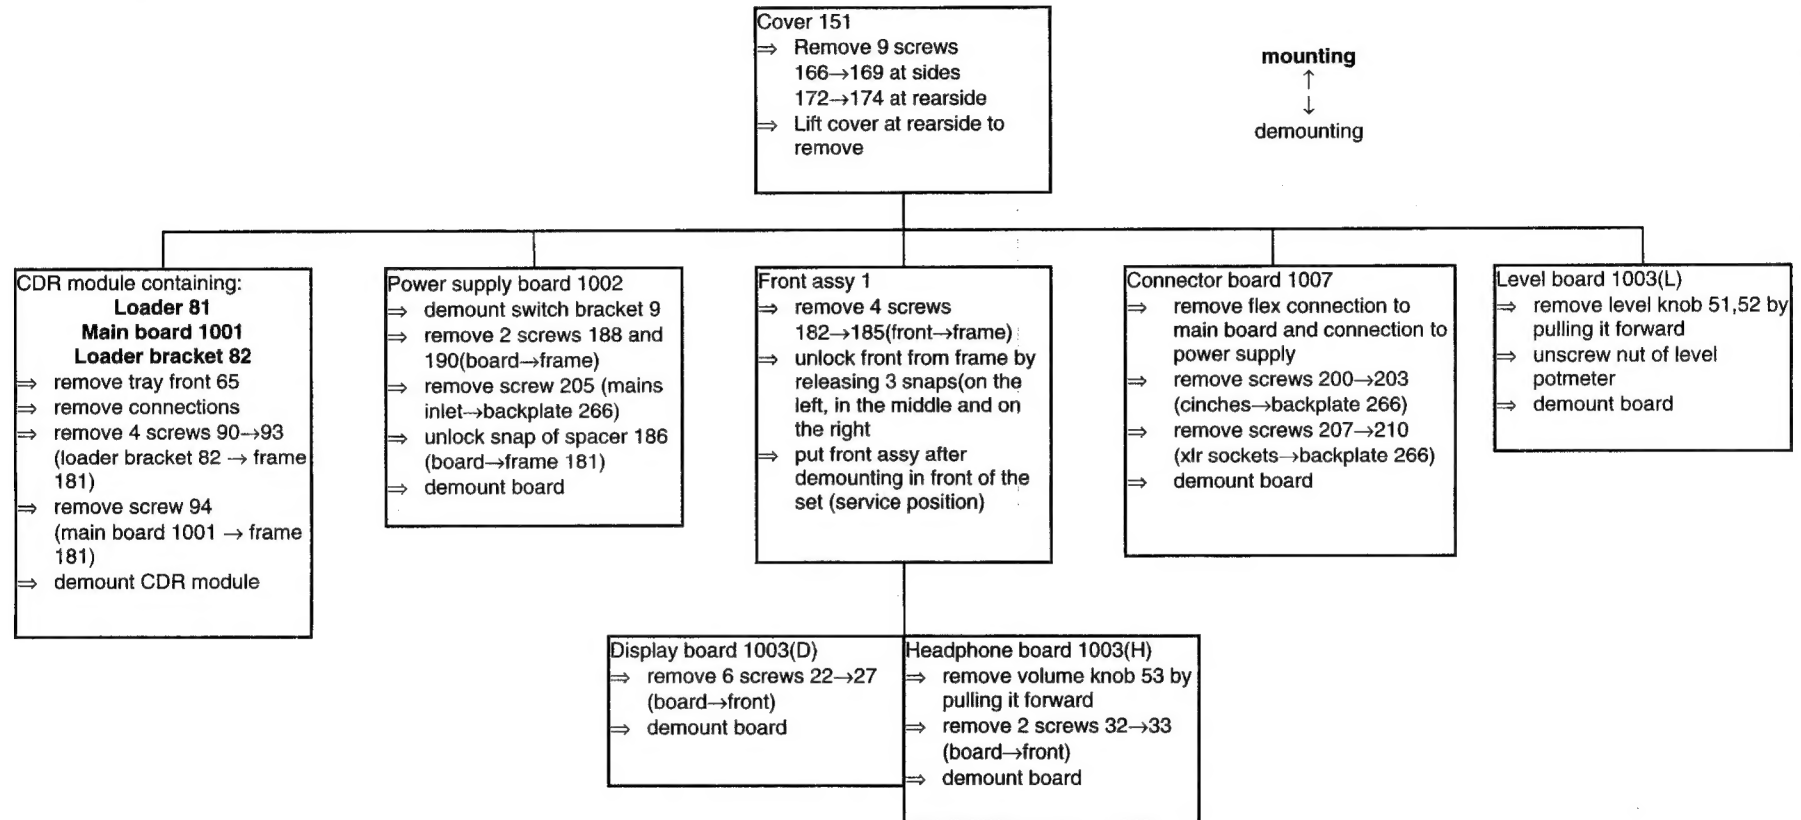 Cover 151
⇒ Remove 9 screws
166→169 at sides
172→174 at rearside
⇒ Lift cover at rearside to
remove
mounting
↑
↓
demounting
CDR module containing:
Loader 81
Main board 1001
Loader bracket 82
⇒ remove tray front 65
⇒ remove connections
⇒ remove 4 screws 90→93
(loader bracket 82 → frame
181)
⇒ remove screw 94
(main board 1001 → frame
181)
⇒ demount CDR module
Power supply board 1002
⇒ demount switch bracket 9
⇒ remove 2 screws 188 and
190(board→frame)
⇒ remove screw 205 (mains
inlet→backplate 266)
⇒ unlock snap of spacer 186
(board→frame 181)
⇒ demount board
Front assy 1
⇒ remove 4 screws
182→185(front→frame)
⇒ unlock front from frame by
releasing 3 snaps(on the
left, in the middle and on
the right
⇒ put front assy after
demounting in front of the
set (service position)
Connector board 1007
⇒ remove flex connection to
main board and connection to
power supply
⇒ remove screws 200→203
(cinches→backplate 266)
⇒ remove screws 207→210
(xlr sockets→backplate 266)
⇒ demount board
Level board 1003(L)
⇒ remove level knob 51,52 by
pulling it forward
⇒ unscrew nut of level
potmeter
⇒ demount board
Display board 1003(D)
⇒ remove 6 screws 22→27
(board→front)
⇒ demount board
Headphone board 1003(H)
⇒ remove volume knob 53 by
pulling it forward
⇒ remove 2 screws 32→33
(board→front)
⇒ demount board